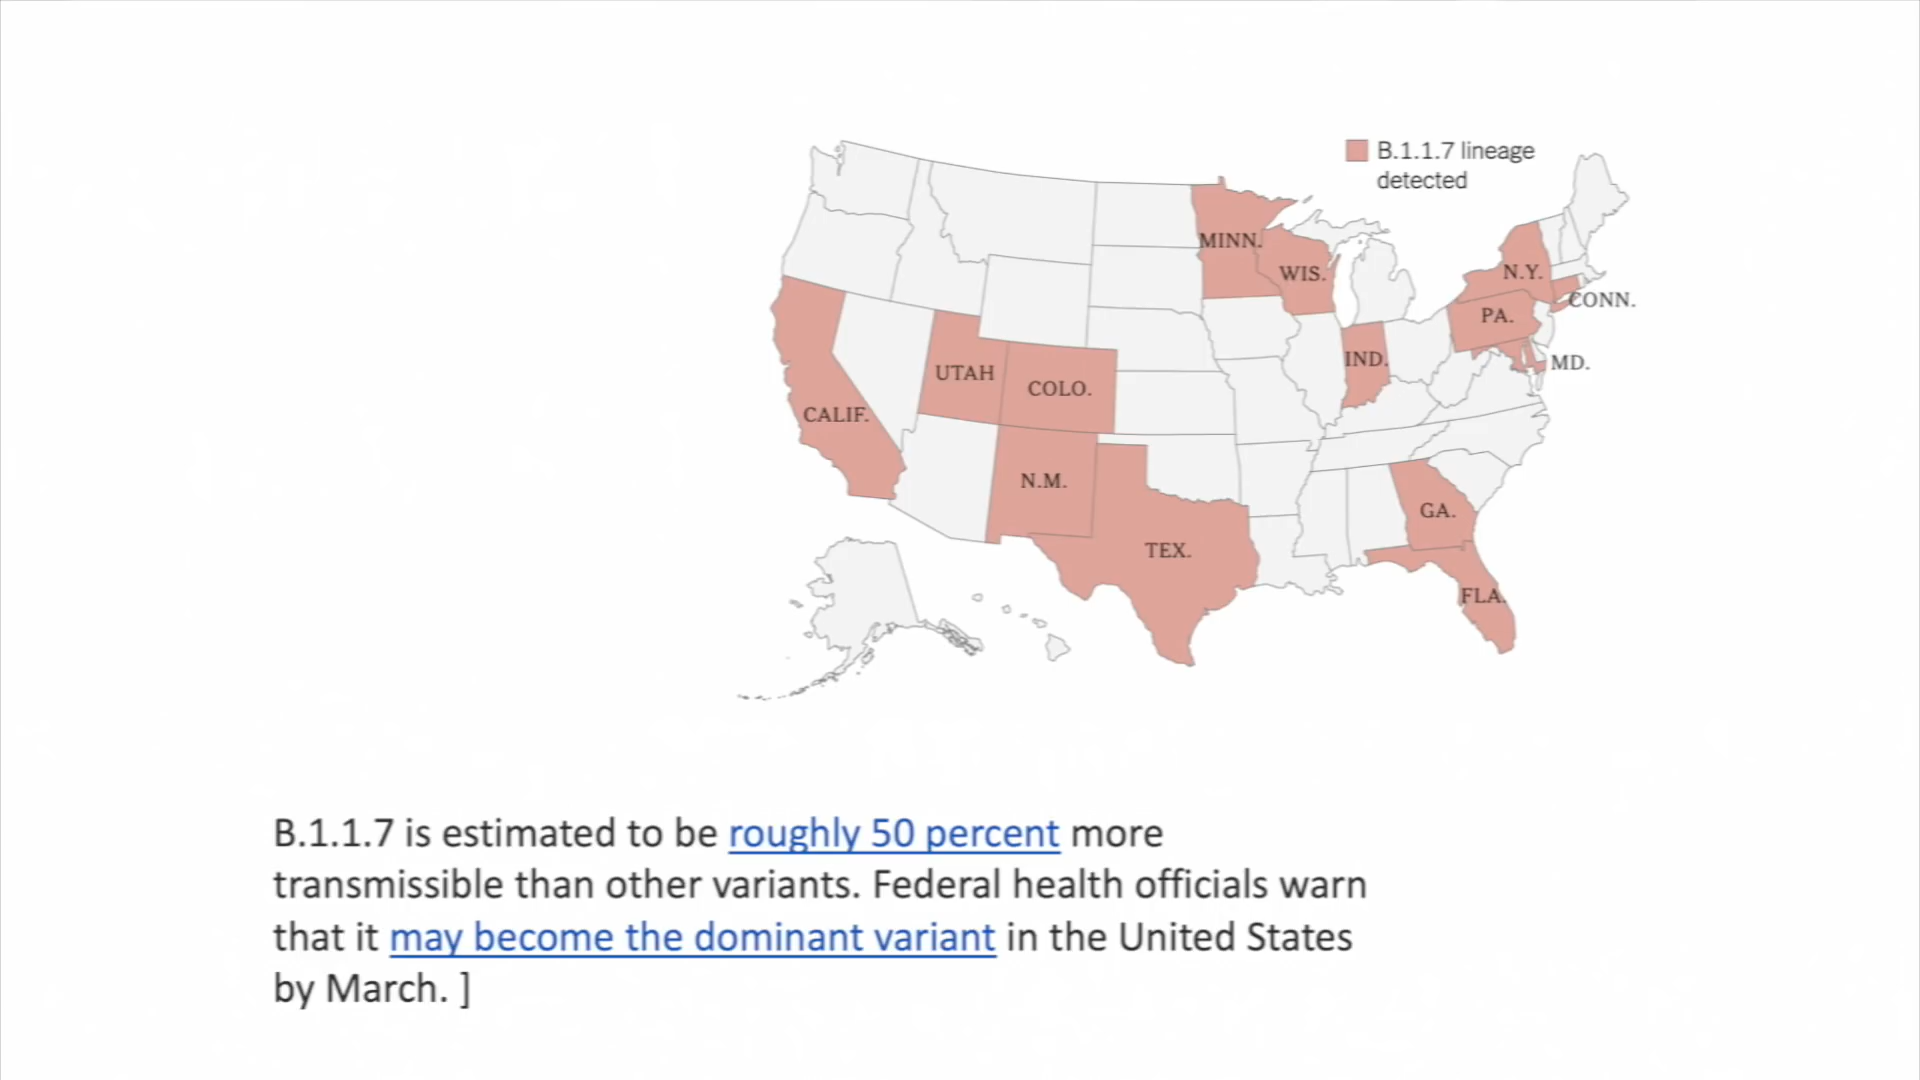 B.1.1.7 lineage
detected
MINN.
WIS.
N.Y.
CONN.
PA.
IND.
MD.
UTAH
COLO.
CALIF.
N.M.
GA.
TEX.
FLA.
B.1.1.7 is estimated to be roughly 50 percent more
transmissible than other variants. Federal health officials warn
that it may become the dominant variant in the United States
by March. ]